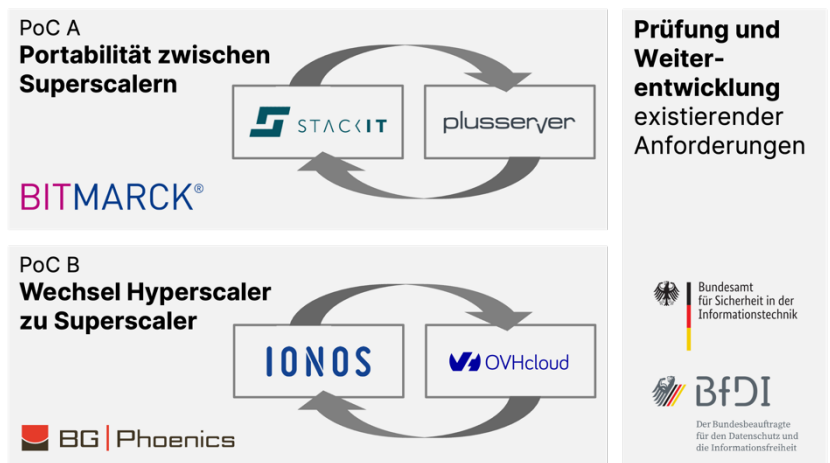 PoC A
Portabilität zwischen
Superscalern
STACKIT
plusserver
BITMARCK®
PoC B
Wechsel Hyperscaler
zu Superscaler
IONOS
OVHcloud
BG|Phoenics
Prüfung und
Weiter-
entwicklung
existierender
Anforderungen
Bundesamt
für Sicherheit in der
Informationstechnik
BfDI
Der Bundesbeauftragte
für den Datenschutz und
die Informationsfreiheit